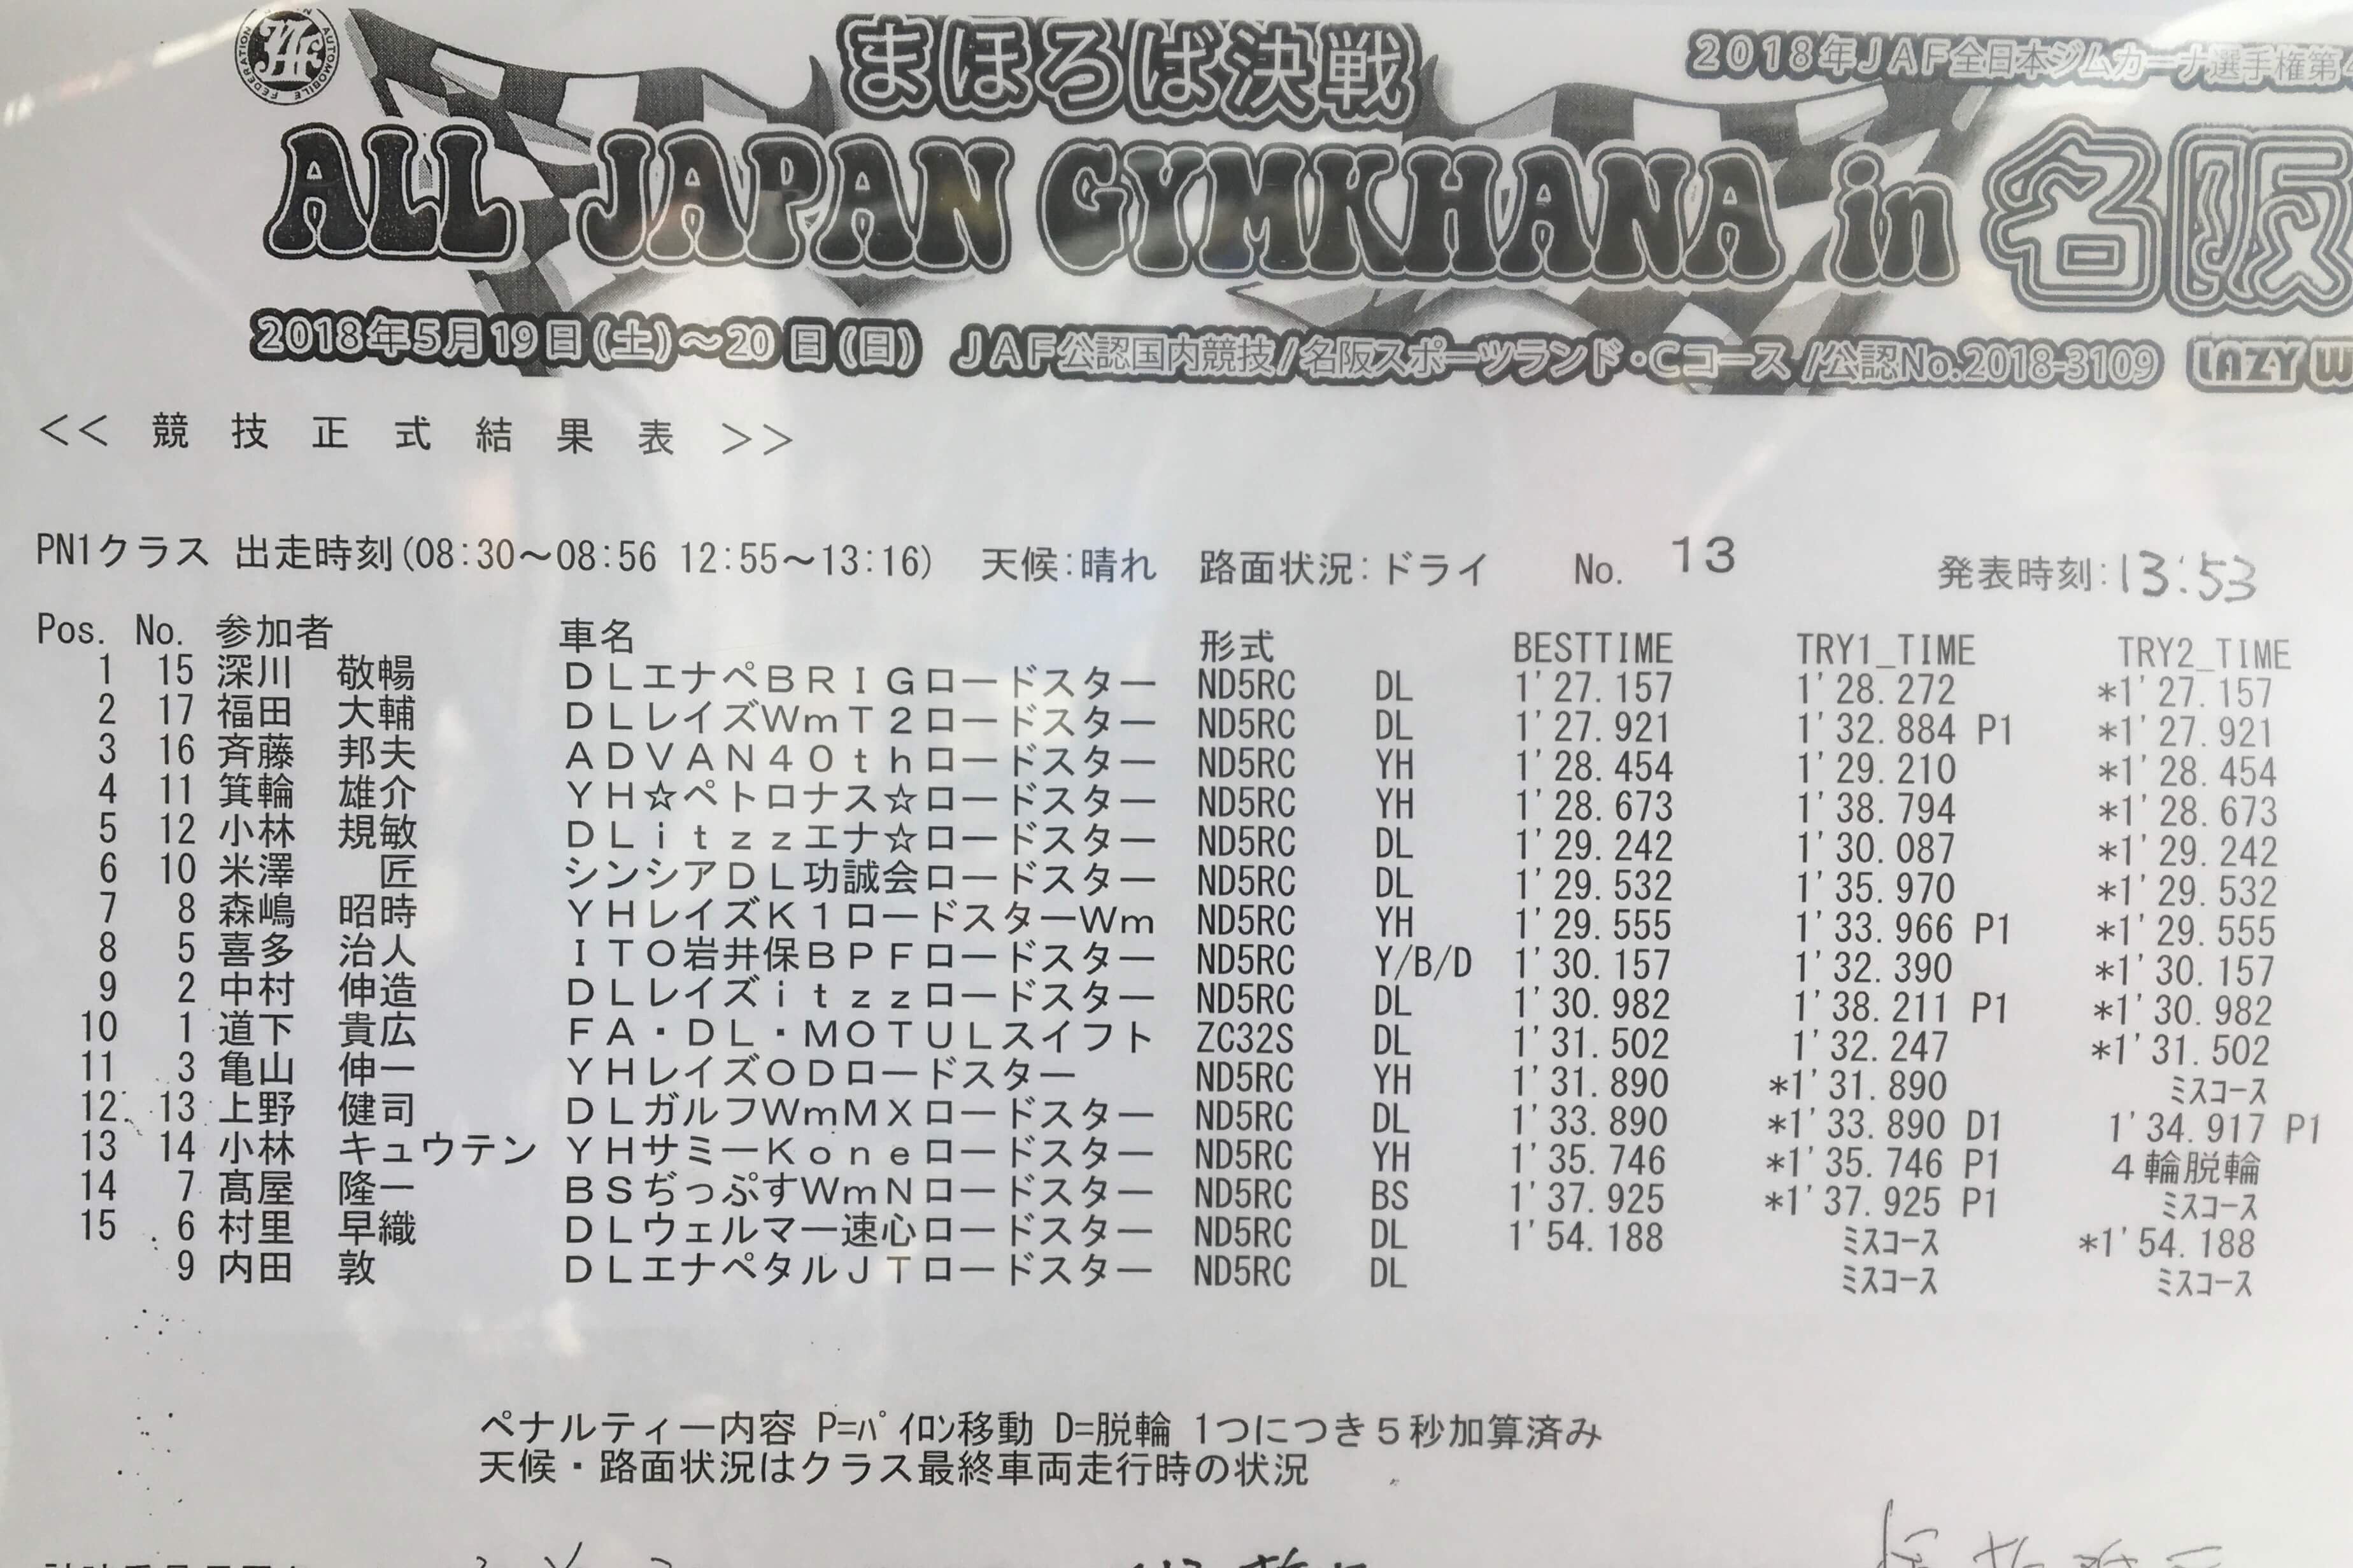 まほろば決戦
2018年JAF全日本ジムカーナ選手権第
ALL JAPAN GYMKHANA in 名阪
2018年5月19日(土)～20日(日) JAF公認国内競技/名阪スポーツランド・Cコース/公認No.2018-3109 LAZY W
<< 競技正式結果表 >>
PN1クラス 出走時刻(08:30～08:56 12:55～13:16) 天候:晴れ 路面状況:ドライ No. 13 発表時刻:13:53
Pos. No. 参加者 車名 形式 BESTTIME TRY1_TIME TRY2_TIME
1 15 深川 敬暢 ＤＬエナペＢＲＩＧロードスター ND5RC DL 1'27.157 1'28.272 *1'27.157
2 17 福田 大輔 ＤＬレイズＷｍＴ２ロードスター ND5RC DL 1'27.921 1'32.884 P1 *1'27.921
3 16 斉藤 邦夫 ＡＤＶＡＮ４０ｔｈロードスター ND5RC YH 1'28.454 1'29.210 *1'28.454
4 11 箕輪 雄介 ＹＨ☆ペトロナス☆ロードスター ND5RC YH 1'28.673 1'38.794 *1'28.673
5 12 小林 規敏 ＤＬｉｔｚｚエナ☆ロードスター ND5RC DL 1'29.242 1'30.087 *1'29.242
6 10 米澤 匠 シンシアＤＬ功誠会ロードスター ND5RC DL 1'29.532 1'35.970 *1'29.532
7 8 森嶋 昭時 ＹＨレイズＫ１ロードスターＷｍ ND5RC YH 1'29.555 1'33.966 P1 *1'29.555
8 5 喜多 治人 ＩＴＯ岩井保ＢＰＦロードスター ND5RC Y/B/D 1'30.157 1'32.390 *1'30.157
9 2 中村 伸造 ＤＬレイズｉｔｚｚロードスター ND5RC DL 1'30.982 1'38.211 P1 *1'30.982
10 1 道下 貴広 ＦＡ・ＤＬ・ＭＯＴＵＬスイフト ZC32S DL 1'31.502 1'32.247 *1'31.502
11 3 亀山 伸一 ＹＨレイズＯＤロードスター ND5RC YH 1'31.890 *1'31.890 ﾐｽｺｰｽ
12 13 上野 健司 ＤＬガルフＷｍＭＸロードスター ND5RC DL 1'33.890 *1'33.890 D1 1'34.917 P1
13 14 小林 キュウテン ＹＨサミーＫｏｎｅロードスター ND5RC YH 1'35.746 *1'35.746 P1 ４輪脱輪
14 7 髙屋 隆一 ＢＳぢっぷすＷｍＮロードスター ND5RC BS 1'37.925 *1'37.925 P1 ﾐｽｺｰｽ
15 6 村里 早織 ＤＬウェルマー速心ロードスター ND5RC DL 1'54.188 ﾐｽｺｰｽ *1'54.188
9 内田 敦 ＤＬエナペタルＪＴロードスター ND5RC DL ﾐｽｺｰｽ ﾐｽｺｰｽ
ペナルティー内容 P=ﾊﾟｲﾛﾝ移動 D=脱輪 1つにつき５秒加算済み
天候・路面状況はクラス最終車両走行時の状況